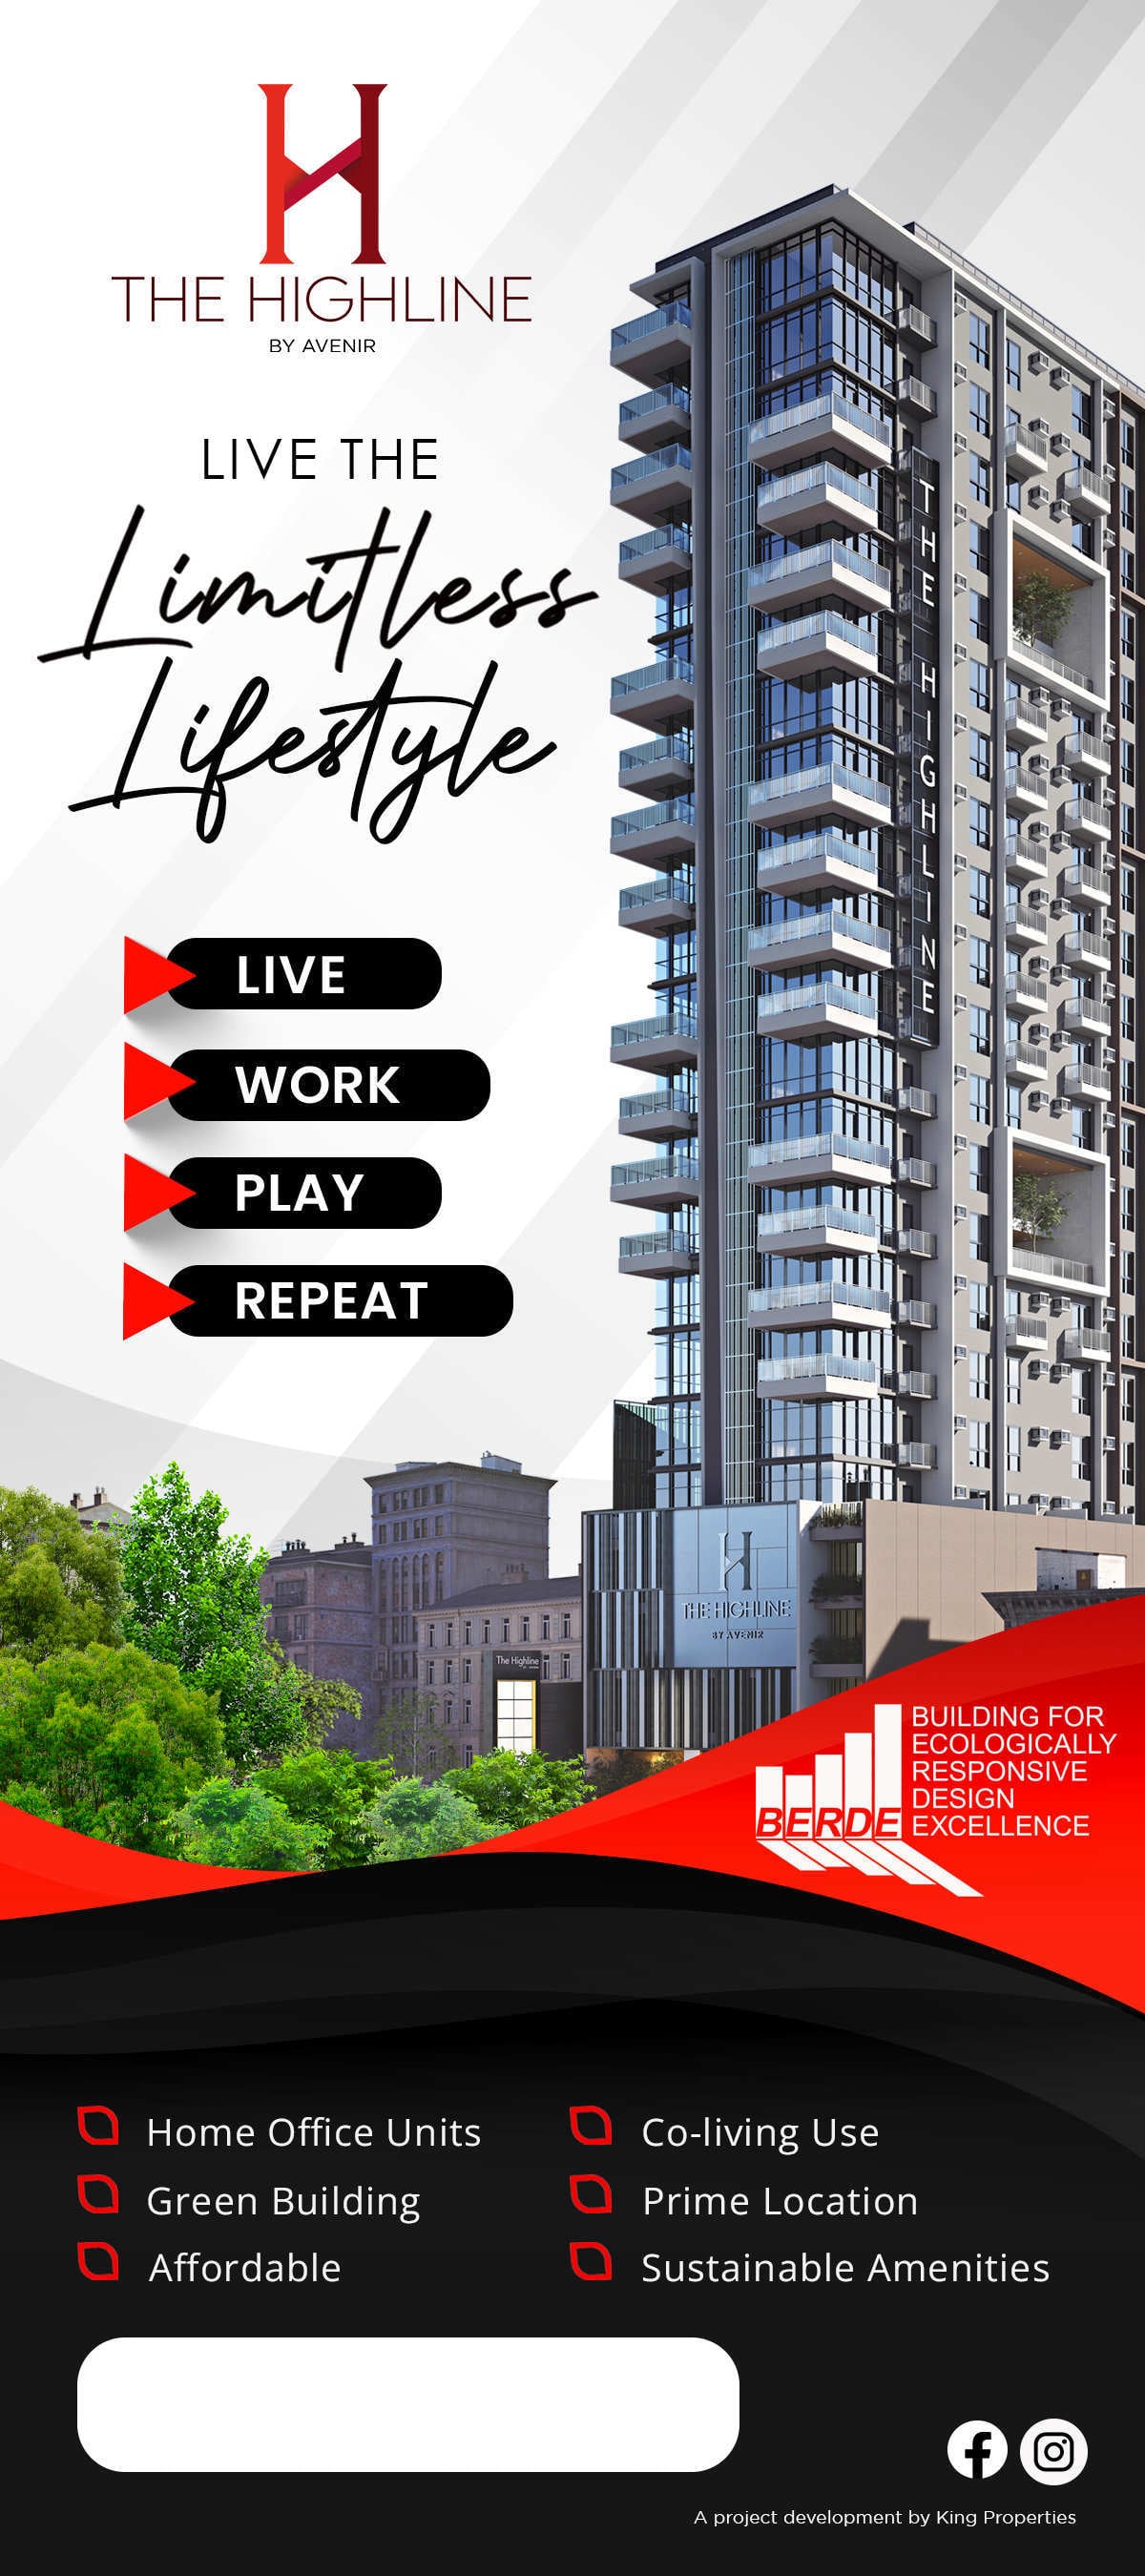 THE HIGHLINE
BY AVENIR
LIVE THE
Limitless
Lifestyle
LIVE
WORK
PLAY
REPEAT
THE HIGHLINE
THE HIGHLINE
BY AVENIR
The Highline
BERDE
BUILDING FOR
ECOLOGICALLY
RESPONSIVE
DESIGN
EXCELLENCE
Home Office Units
Co-living Use
Green Building
Prime Location
Affordable
Sustainable Amenities
A project development by King Properties